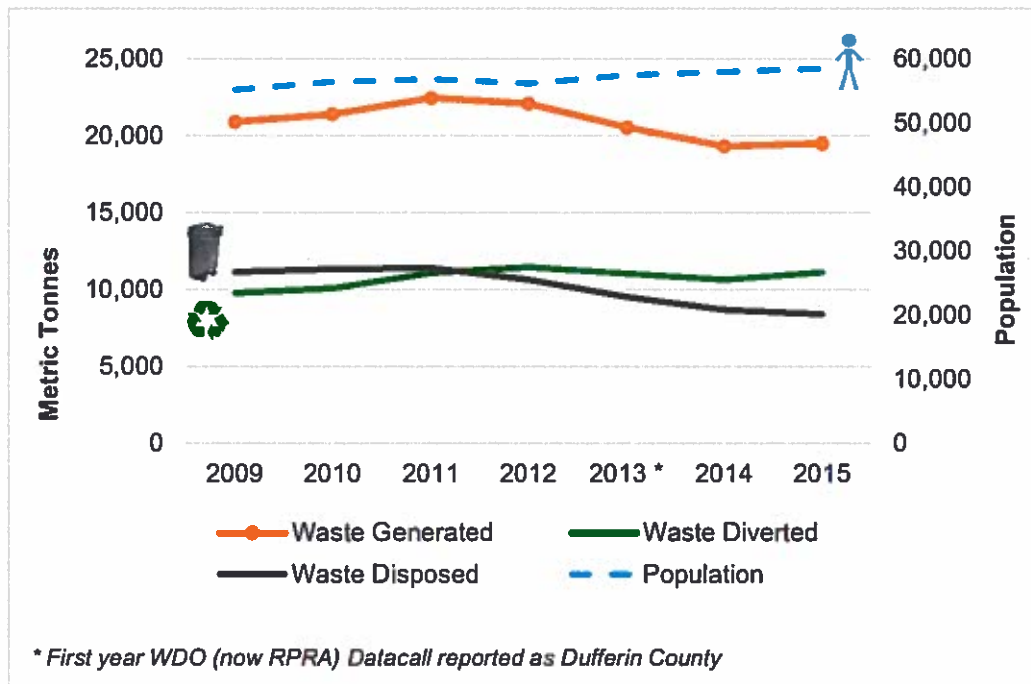 25,000
20,000
15,000
10,000
5,000
0
Metric Tonnes
60,000
50,000
40,000
30,000
20,000
10,000
0
Population
2009 2010 2011 2012 2013 * 2014 2015
Waste Generated Waste Diverted
Waste Disposed Population
* First year WDO (now RPRA) Datacall reported as Dufferin County